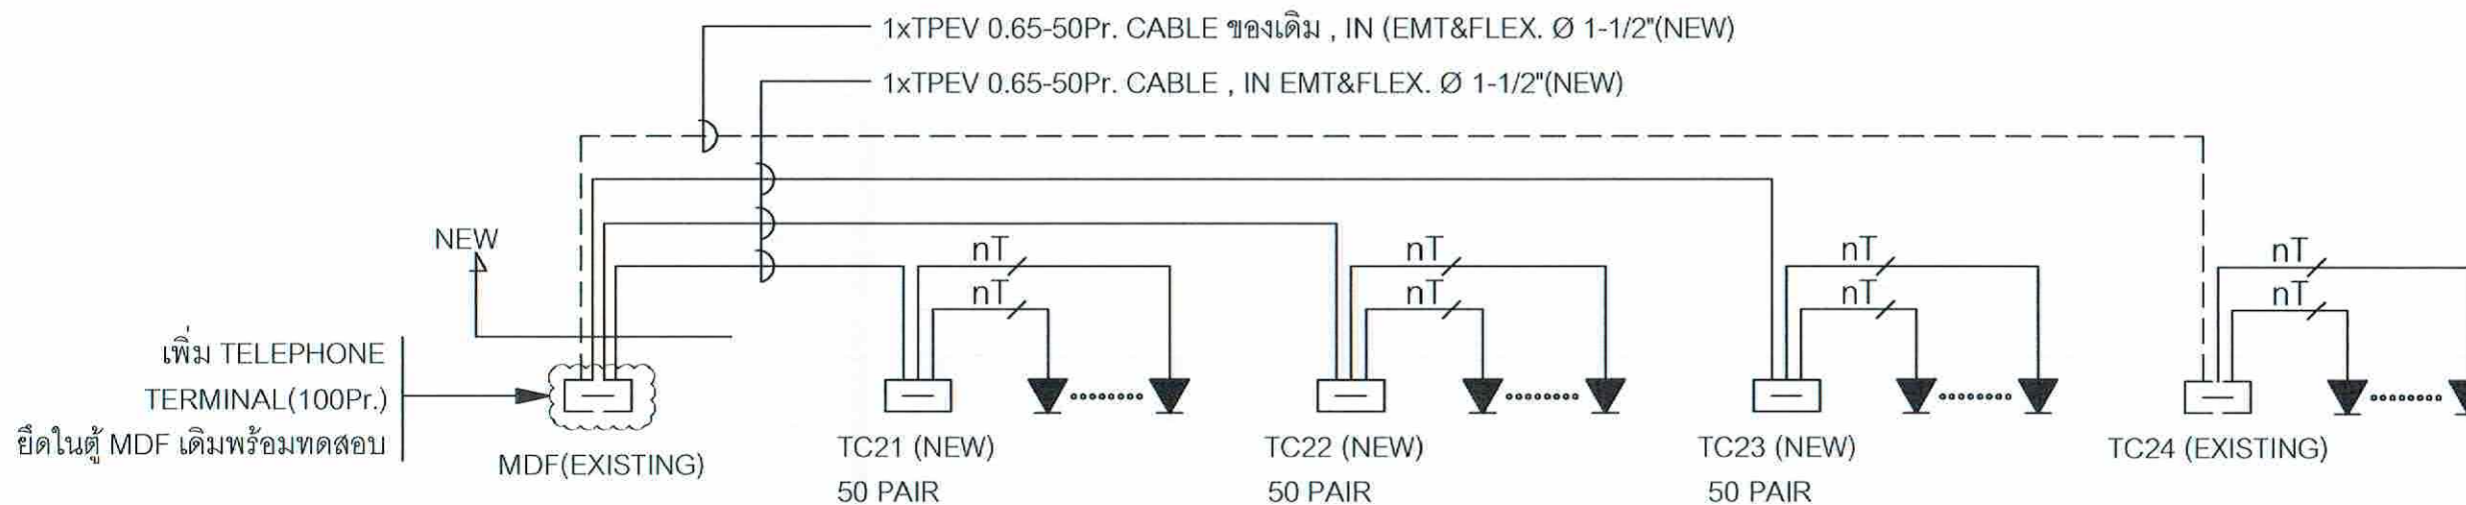 1xTPEV 0.65-50Pr. CABLE ของเดิม , IN (EMT&FLEX. Ø 1-1/2"(NEW)
1xTPEV 0.65-50Pr. CABLE , IN EMT&FLEX. Ø 1-1/2"(NEW)
NEW
nT
nT
nT
nT
nT
nT
nT
nT
เพิ่ม TELEPHONE
TERMINAL(100Pr.)
ยึดในตู้ MDF เดิมพร้อมทดสอบ
MDF(EXISTING)
TC21 (NEW)
50 PAIR
TC22 (NEW)
50 PAIR
TC23 (NEW)
50 PAIR
TC24 (EXISTING)